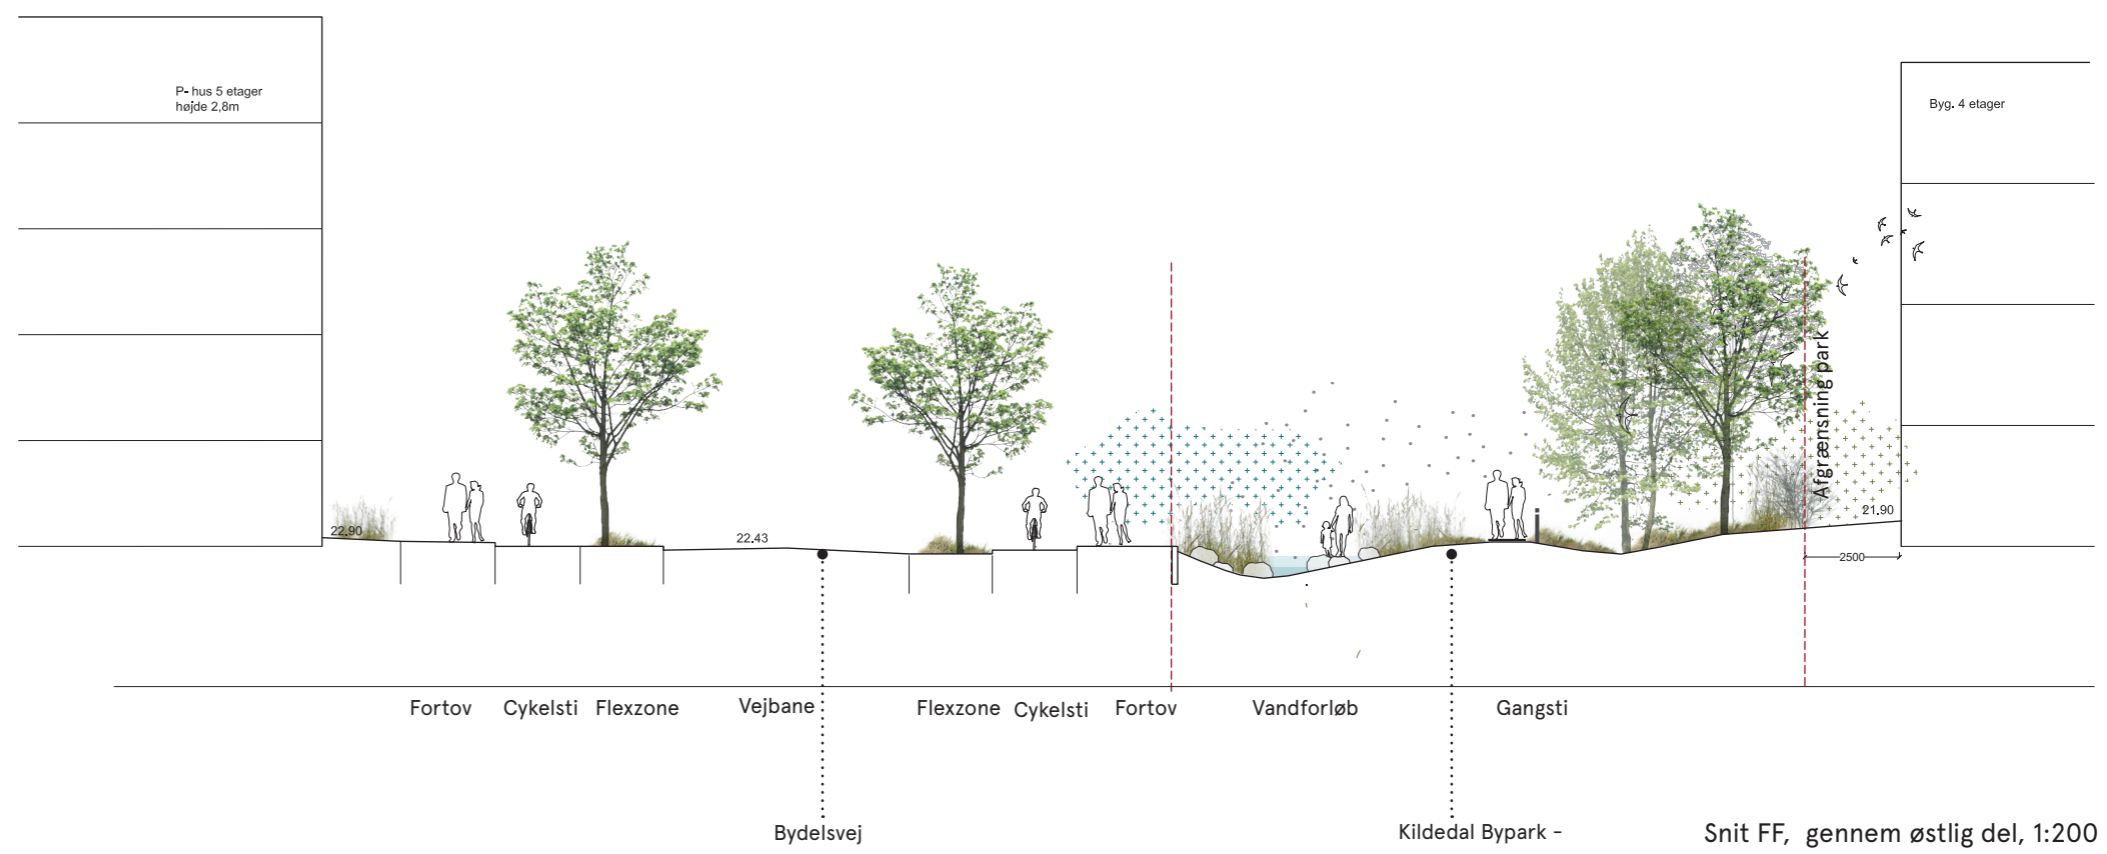 P- hus 5 etager
højde 2,8m
Byg. 4 etager
Afgrænsning park
22.90
22.43
21.90
2500
Fortov
Cykelsti
Flexzone
Vejbane
Flexzone
Cykelsti
Fortov
Vandforløb
Gangsti
Bydelsvej
Kildedal Bypark -
Snit FF, gennem østlig del, 1:200